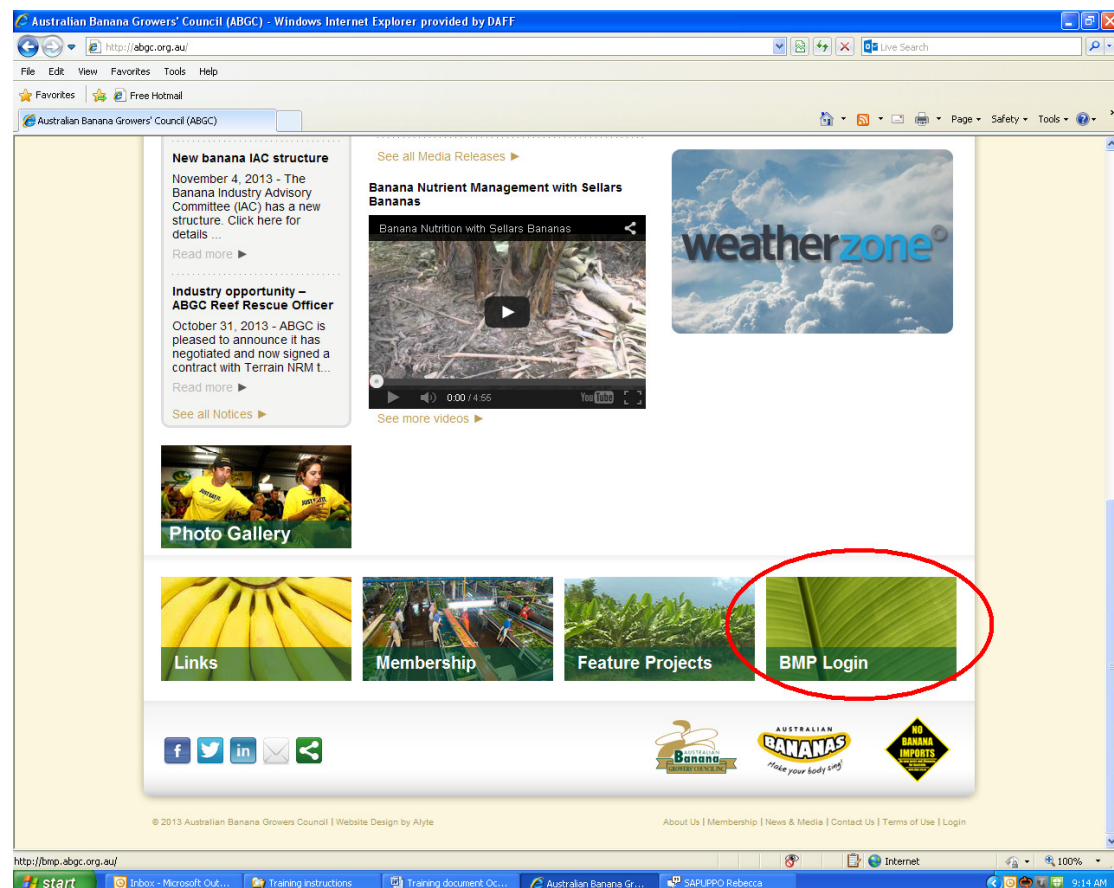 Australian Banana Growers' Council (ABGC) - Windows Internet Explorer provided by DAFF
http://abgc.org.au/
Live Search
File Edit View Favorites Tools Help
Favorites Free Hotmail
Australian Banana Growers' Council (ABGC)
Page Safety Tools
New banana IAC structure
November 4, 2013 - The
Banana Industry Advisory
Committee (IAC) has a new
structure. Click here for
details ...
Read more
Industry opportunity –
ABGC Reef Rescue Officer
October 31, 2013 - ABGC is
pleased to announce it has
negotiated and now signed a
contract with Terrain NRM t...
Read more
See all Notices
See all Media Releases
Banana Nutrient Management with Sellars
Bananas
Banana Nutrition with Sellars Bananas
0:00 / 4:55
YouTube
See more videos
weatherzone°
Photo Gallery
Links
Membership
Feature Projects
BMP Login
AUSTRALIAN
Banana
GROWERS' COUNCIL INC
AUSTRALIAN
BANANAS
Make your body sing!
NO
BANANA
IMPORTS
© 2013 Australian Banana Growers Council | Website Design by Alyte
About Us | Membership | News & Media | Contact Us | Terms of Use | Login
http://bmp.abgc.org.au/
Internet
100%
start
Inbox - Microsoft Out...
Training instructions
Training document Oc...
Australian Banana Gr...
SAPUPPO Rebecca
9:14 AM